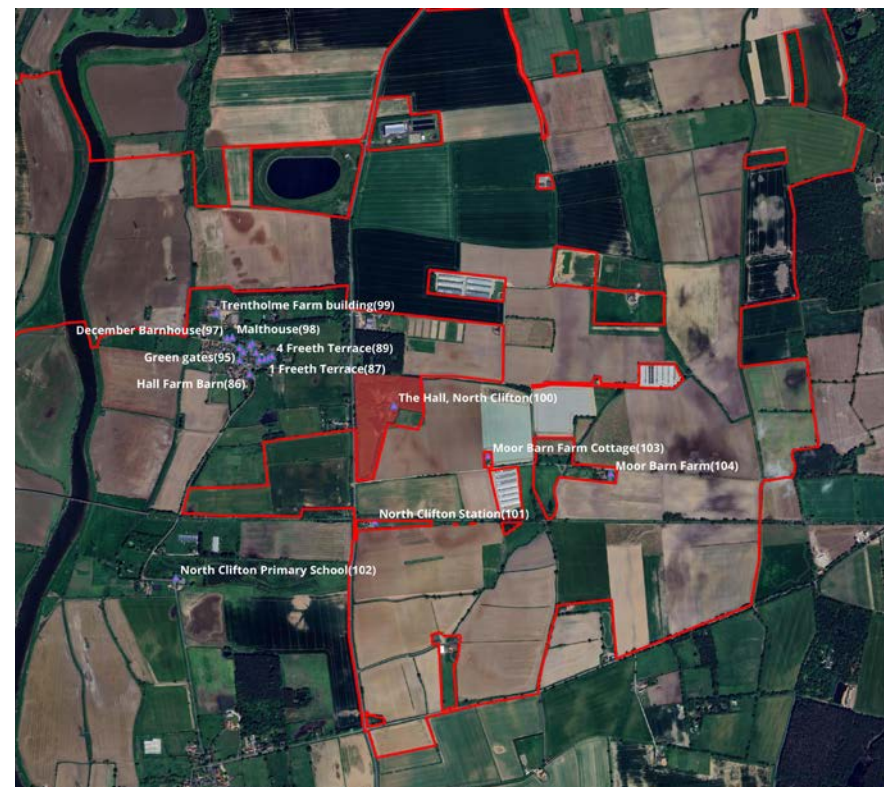 Trentholme Farm building(99)
December Barnhouse(97)
Malthouse(98)
4 Freeth Terrace(89)
Green gates(95)
1 Freeth Terrace(87)
Hall Farm Barn(86)
The Hall, North Clifton(100)
Moor Barn Farm Cottage(103)
Moor Barn Farm(104)
North Clifton Station(101)
North Clifton Primary School(102)